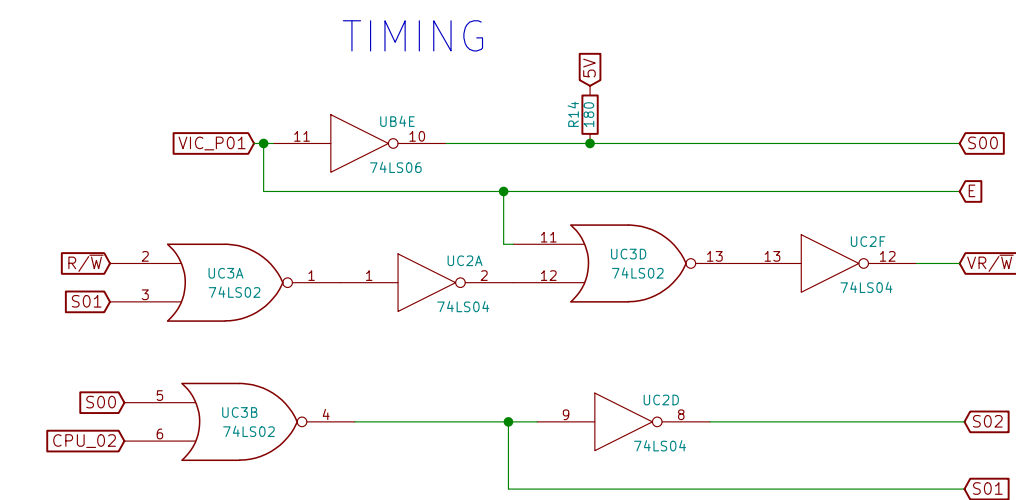 TIMING
5V
R14
180
UB4E
VIC_P01
11
10
S00
74LS06
E
11
UC3D
UC2F
R/W̅
2
13
13
12
VR/W̅
UC3A
UC2A
74LS02
1
1
2
12
74LS02
74LS04
S01
3
74LS04
S00
5
UC3B
UC2D
4
9
8
S02
74LS02
CPU_02
6
74LS04
S01